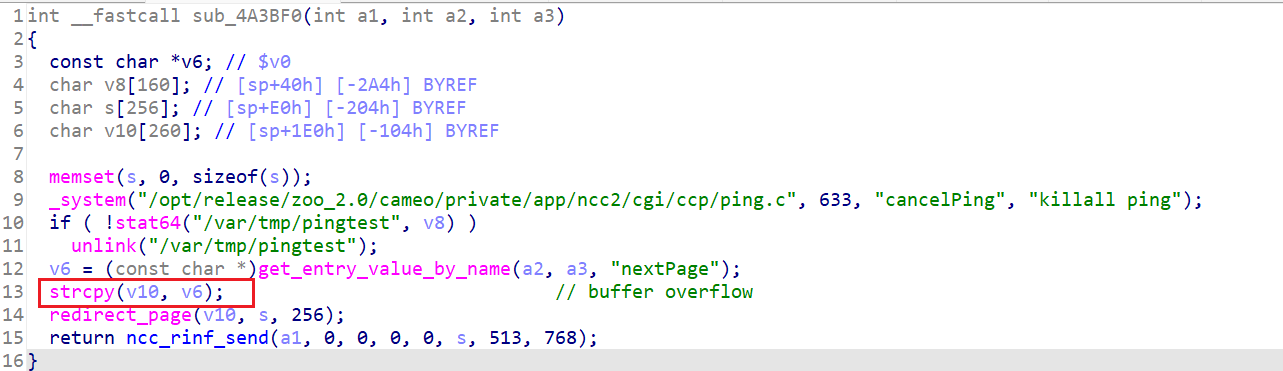 1 int __fastcall sub_4A3BF0(int a1, int a2, int a3)
2 {
3   const char *v6; // $v0
4   char v8[160]; // [sp+40h] [-2A4h] BYREF
5   char s[256]; // [sp+E0h] [-204h] BYREF
6   char v10[260]; // [sp+1E0h] [-104h] BYREF
7
8   memset(s, 0, sizeof(s));
9   _system("/opt/release/zoo_2.0/cameo/private/app/ncc2/cgi/ccp/ping.c", 633, "cancelPing", "killall ping");
10   if ( !stat64("/var/tmp/pingtest", v8) )
11     unlink("/var/tmp/pingtest");
12   v6 = (const char *)get_entry_value_by_name(a2, a3, "nextPage");
13   strcpy(v10, v6);                              // buffer overflow
14   redirect_page(v10, s, 256);
15   return ncc_rinf_send(a1, 0, 0, 0, 0, s, 513, 768);
16 }